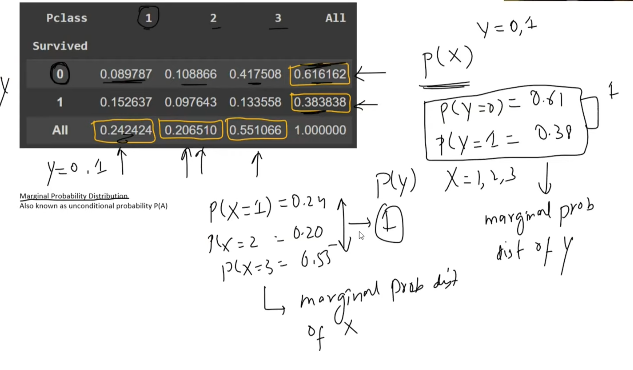 Pclass 1 2 3 All
Survived
0 0.089787 0.108866 0.417508 0.616162
1 0.152637 0.097643 0.133558 0.383838
All 0.242424 0.206510 0.551066 1.000000
Y
Y=0,1
P(X)
P(Y=0) = 0.61
P(Y=1 = 0.38
1
Y=0.1
Marginal Probability Distribution
Also known as unconditional probability P(A)
P(Y) X=1,2,3
P(X=1) = 0.24
P(X=2 = 0.20
P(X=3= 0.55
1
marginal prob
dist of Y
marginal prob dist
of X